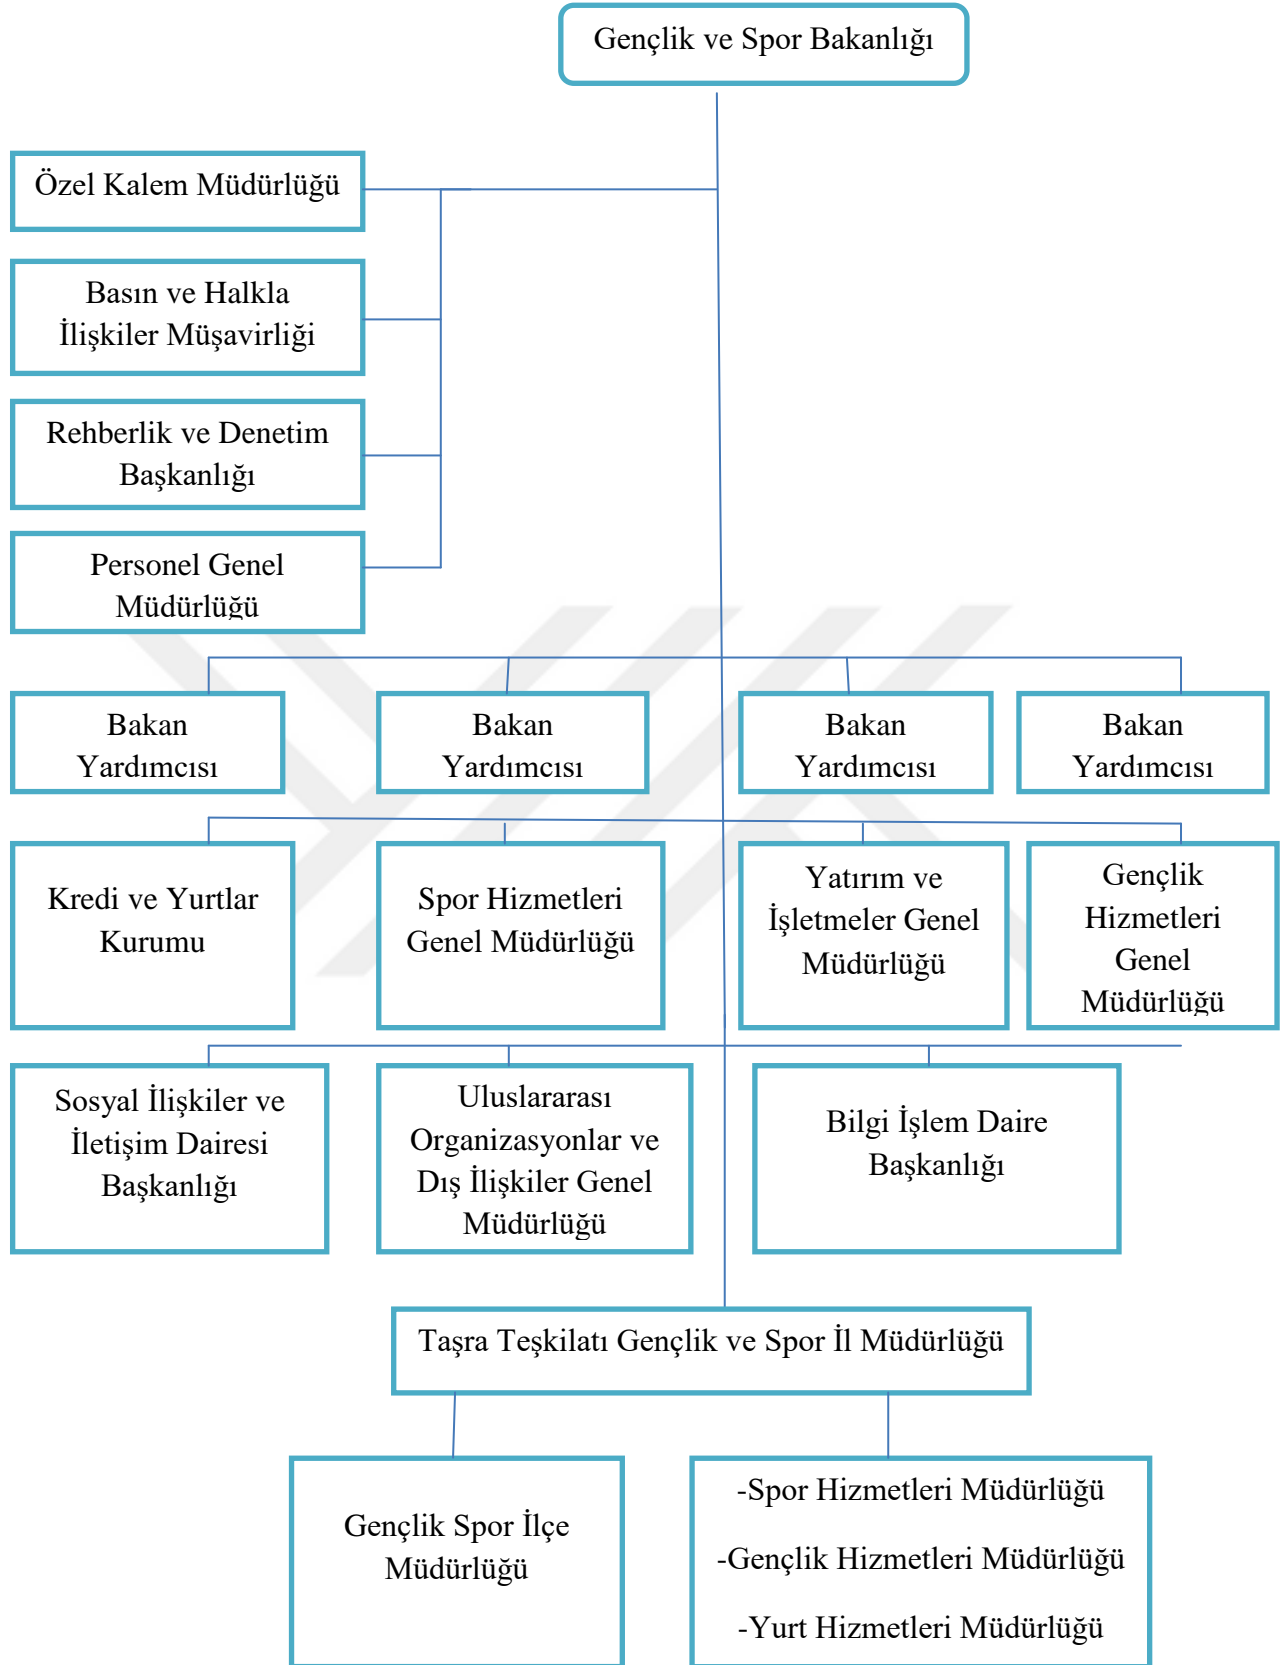 Gençlik ve Spor Bakanlığı
Özel Kalem Müdürlüğü
Basın ve Halkla
İlişkiler Müşavirliği
Rehberlik ve Denetim
Başkanlığı
Personel Genel
Müdürlüğü
Bakan
Yardımcısı
Bakan
Yardımcısı
Bakan
Yardımcısı
Bakan
Yardımcısı
Kredi ve Yurtlar
Kurumu
Spor Hizmetleri
Genel Müdürlüğü
Yatırım ve
İşletmeler Genel
Müdürlüğü
Gençlik
Hizmetleri
Genel
Müdürlüğü
Sosyal İlişkiler ve
İletişim Dairesi
Başkanlığı
Uluslararası
Organizasyonlar ve
Dış İlişkiler Genel
Müdürlüğü
Bilgi İşlem Daire
Başkanlığı
Taşra Teşkilatı Gençlik ve Spor İl Müdürlüğü
Gençlik Spor İlçe
Müdürlüğü
-Spor Hizmetleri Müdürlüğü
-Gençlik Hizmetleri Müdürlüğü
-Yurt Hizmetleri Müdürlüğü